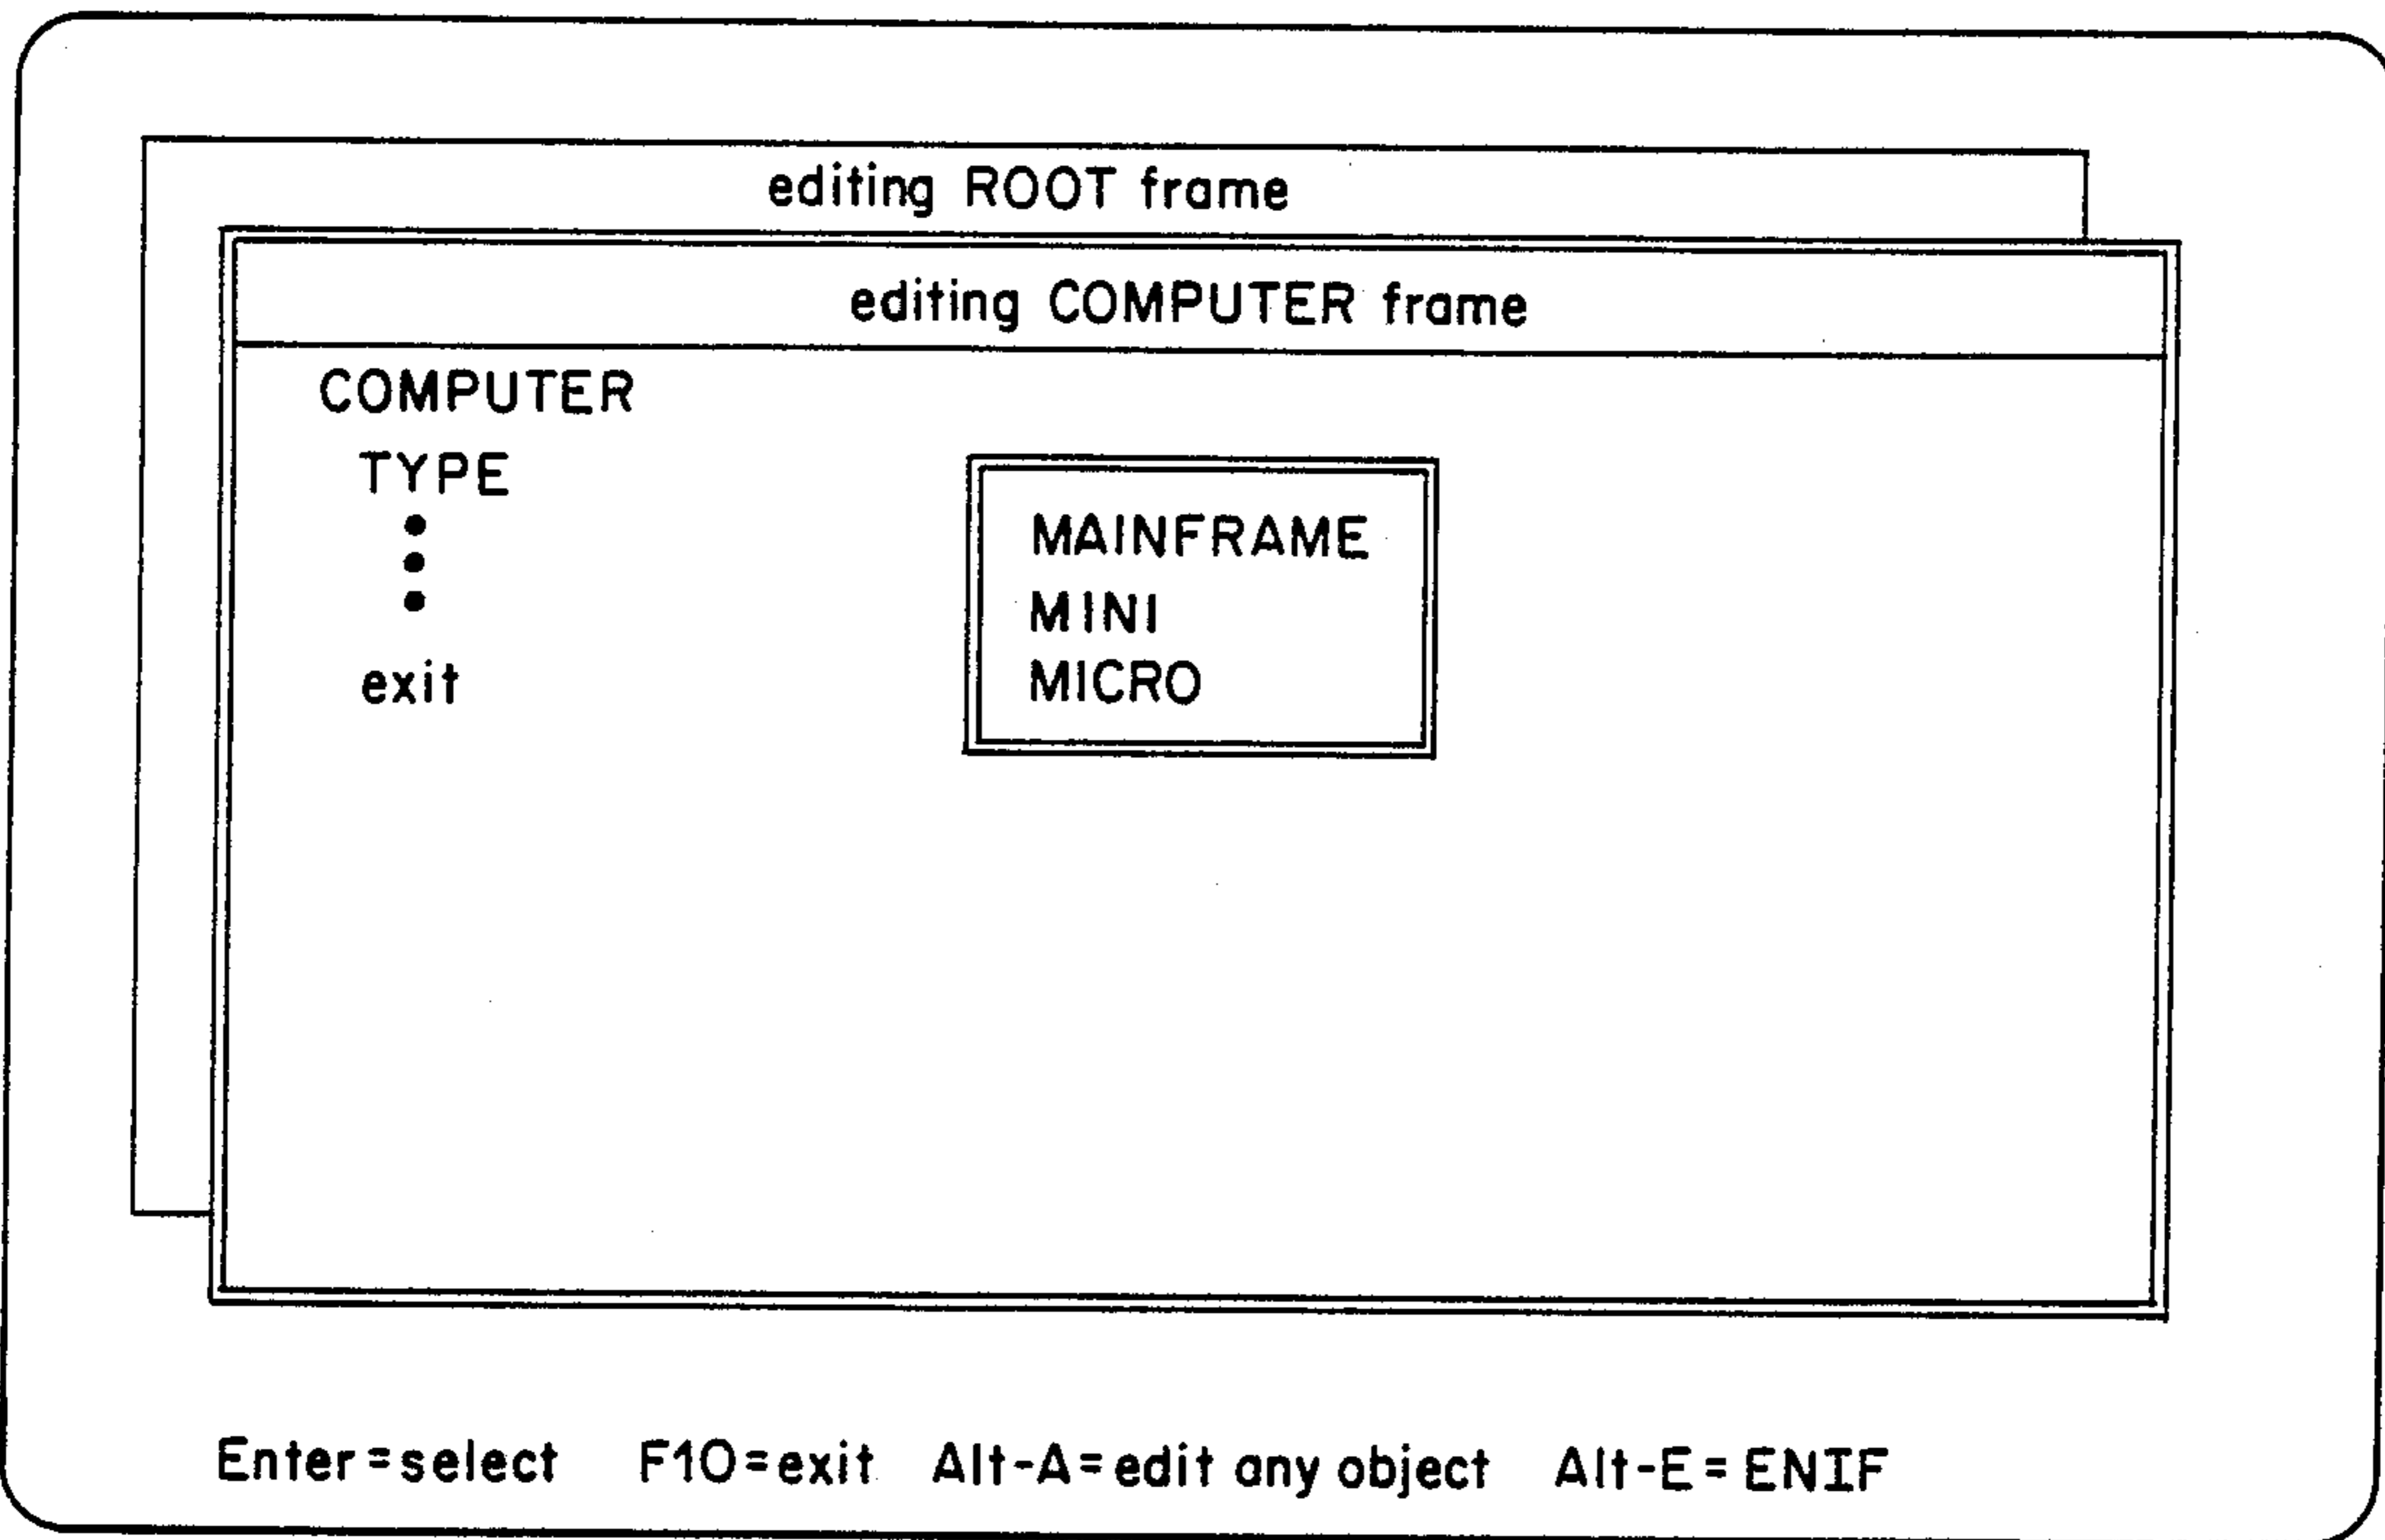 editing ROOT frame
editing COMPUTER frame
COMPUTER
TYPE
exit
MAINFRAME
MINI
MICRO
Enter=select F10=exit Alt-A=edit any object Alt-E=ENIF